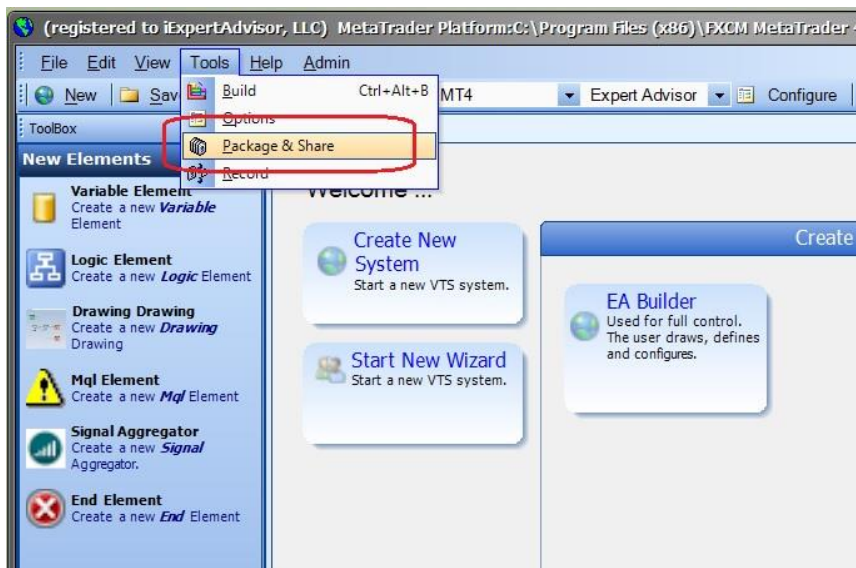 (registered to iExpertAdvisor, LLC) MetaTrader Platform:C:\Program Files (x86)\FXCM MetaTrader
File Edit View Tools Help Admin
New Sav MT4 Expert Advisor Configure
Build Ctrl+Alt+B
Options
Package & Share
Record
ToolBox
New Elements
Variable Element
Create a new Variable
Element
Logic Element
Create a new Logic Element
Drawing Drawing
Create a new Drawing
Drawing
Mql Element
Create a new Mql Element
Signal Aggregator
Create a new Signal
Aggregator.
End Element
Create a new End Element
Welcome ...
Create New
System
Start a new VTS system.
Start New Wizard
Start a new VTS system.
Create
EA Builder
Used for full control.
The user draws, defines
and configures.